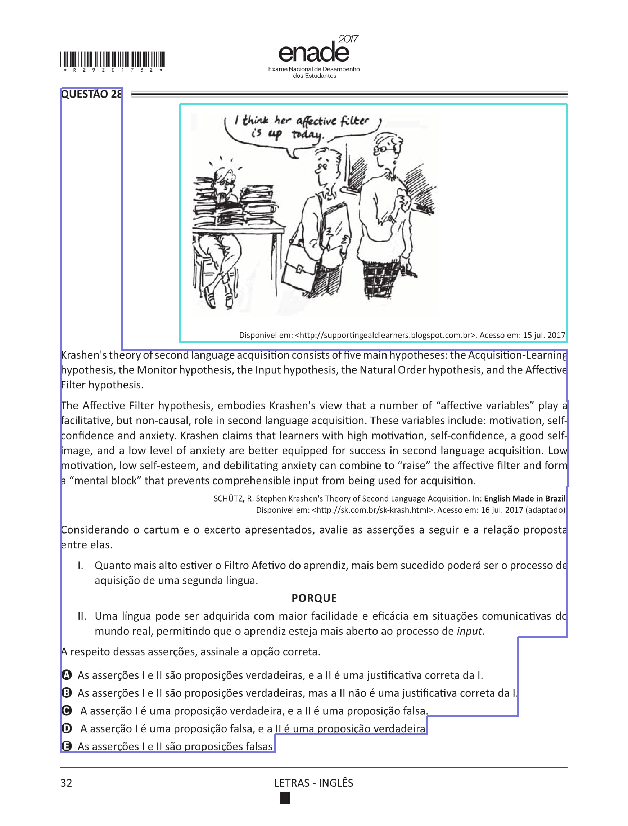 *R2920175​2*
enade
2017
Exame Nacional de Desempenho
dos Estudantes
QUESTÃO 28
I think her affective filter
is up today.
Disponível em: <http://supportingealdlearners.blogspot.com.br>. Acesso em: 15 jul. 2017
Krashen's theory of second language acquisition consists of five main hypotheses: the Acquisition-Learning
hypothesis, the Monitor hypothesis, the Input hypothesis, the Natural Order hypothesis, and the Affective
Filter hypothesis.
The Affective Filter hypothesis, embodies Krashen's view that a number of “affective variables” play a
facilitative, but non-causal, role in second language acquisition. These variables include: motivation, self-
confidence and anxiety. Krashen claims that learners with high motivation, self-confidence, a good self-
image, and a low level of anxiety are better equipped for success in second language acquisition. Low
motivation, low self-esteem, and debilitating anxiety can combine to “raise” the affective filter and form
a “mental block” that prevents comprehensible input from being used for acquisition.
SCHÜTZ, R. Stephen Krashen's Theory of Second Language Acquisition. In: English Made in Brazil
Disponível em: <http://sk.com.br/sk-krash.html>. Acesso em: 16 jul. 2017 (adaptado)
Considerando o cartum e o excerto apresentados, avalie as asserções a seguir e a relação proposta
entre elas.
I. Quanto mais alto estiver o Filtro Afetivo do aprendiz, mais bem sucedido poderá ser o processo de
aquisição de uma segunda língua.
PORQUE
II. Uma língua pode ser adquirida com maior facilidade e eficácia em situações comunicativas do
mundo real, permitindo que o aprendiz esteja mais aberto ao processo de input.
A respeito dessas asserções, assinale a opção correta.
A As asserções I e II são proposições verdadeiras, e a II é uma justificativa correta da I.
B As asserções I e II são proposições verdadeiras, mas a II não é uma justificativa correta da I.
C A asserção I é uma proposição verdadeira, e a II é uma proposição falsa.
D A asserção I é uma proposição falsa, e a II é uma proposição verdadeira
E As asserções I e II são proposições falsas
32
LETRAS - INGLÊS